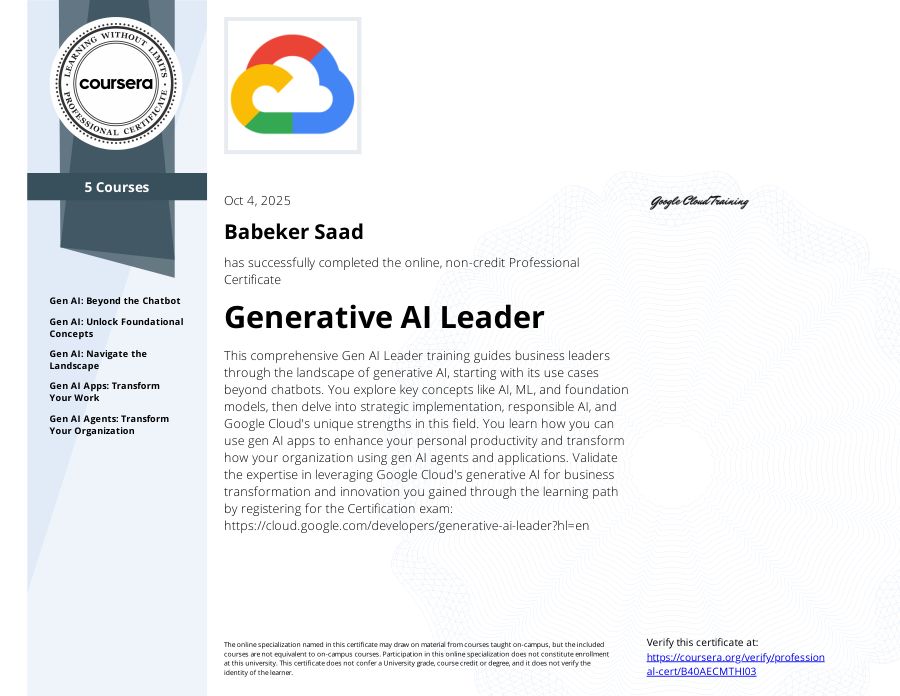 LEARNING WITHOUT LIMITS
coursera
PROFESSIONAL CERTIFICATE
5 Courses
Gen AI: Beyond the Chatbot
Gen AI: Unlock Foundational
Concepts
Gen AI: Navigate the
Landscape
Gen AI Apps: Transform
Your Work
Gen AI Agents: Transform
Your Organization
Oct 4, 2025
Babeker Saad
has successfully completed the online, non-credit Professional
Certificate
Generative AI Leader
This comprehensive Gen AI Leader training guides business leaders
through the landscape of generative AI, starting with its use cases
beyond chatbots. You explore key concepts like AI, ML, and foundation
models, then delve into strategic implementation, responsible AI, and
Google Cloud's unique strengths in this field. You learn how you can
use gen AI apps to enhance your personal productivity and transform
how your organization using gen AI agents and applications. Validate
the expertise in leveraging Google Cloud's generative AI for business
transformation and innovation you gained through the learning path
by registering for the Certification exam:
https://cloud.google.com/developers/generative-ai-leader?hl=en
Google Cloud Training
The online specialization named in this certificate may draw on material from courses taught on-campus, but the included
courses are not equivalent to on-campus courses. Participation in this online specialization does not constitute enrollment
at this university. This certificate does not confer a University grade, course credit or degree, and it does not verify the
identity of the learner.
Verify this certificate at:
https://coursera.org/verify/profession
al-cert/B40AECMTHI03